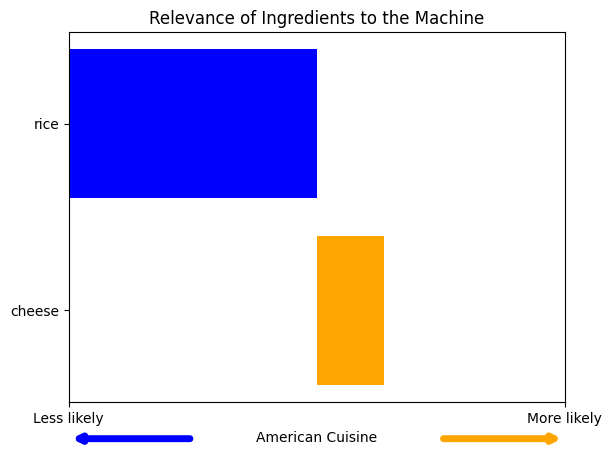 Relevance of Ingredients to the Machine
rice
cheese
Less likely
More likely
American Cuisine